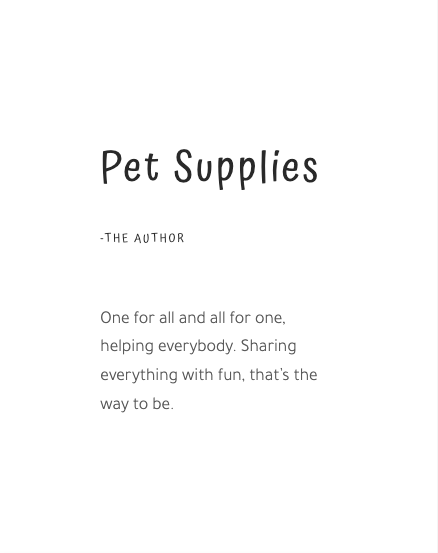 Pet Supplies
-THE AUTHOR
One for all and all for one,
helping everybody. Sharing
everything with fun, that's the
way to be.